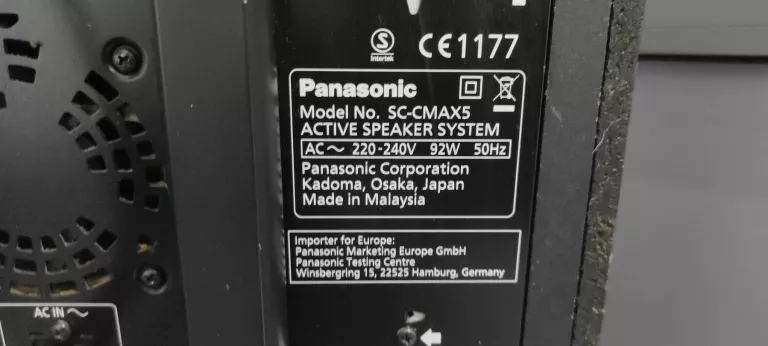 S
Intertek
CE1177
Panasonic
Model No. SC-CMAX5
ACTIVE SPEAKER SYSTEM
AC～ 220-240V 92W 50Hz
Panasonic Corporation
Kadoma, Osaka, Japan
Made in Malaysia
Importer for Europe:
Panasonic Marketing Europe GmbH
Panasonic Testing Centre
Winsbergring 15, 22525 Hamburg, Germany
AC IN～